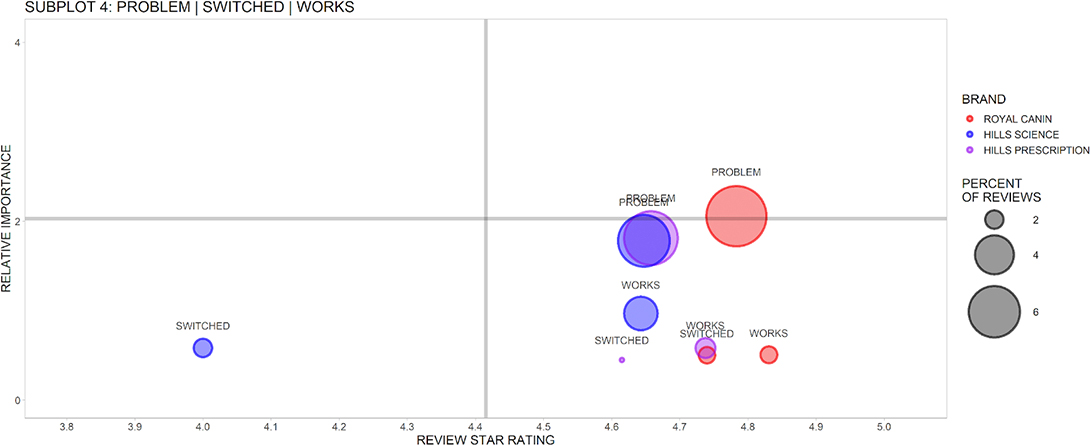 SUBPLOT 4: PROBLEM | SWITCHED | WORKS
4
2
0
RELATIVE IMPORTANCE
PROBLEM
PROBLEM
PROBLEM
WORKS
SWITCHED
SWITCHED
WORKS
SWITCHED
WORKS
3.8 3.9 4.0 4.1 4.2 4.3 4.4 4.5 4.6 4.7 4.8 4.9 5.0
REVIEW STAR RATING
BRAND
ROYAL CANIN
HILLS SCIENCE
HILLS PRESCRIPTION
PERCENT
OF REVIEWS
2
4
6